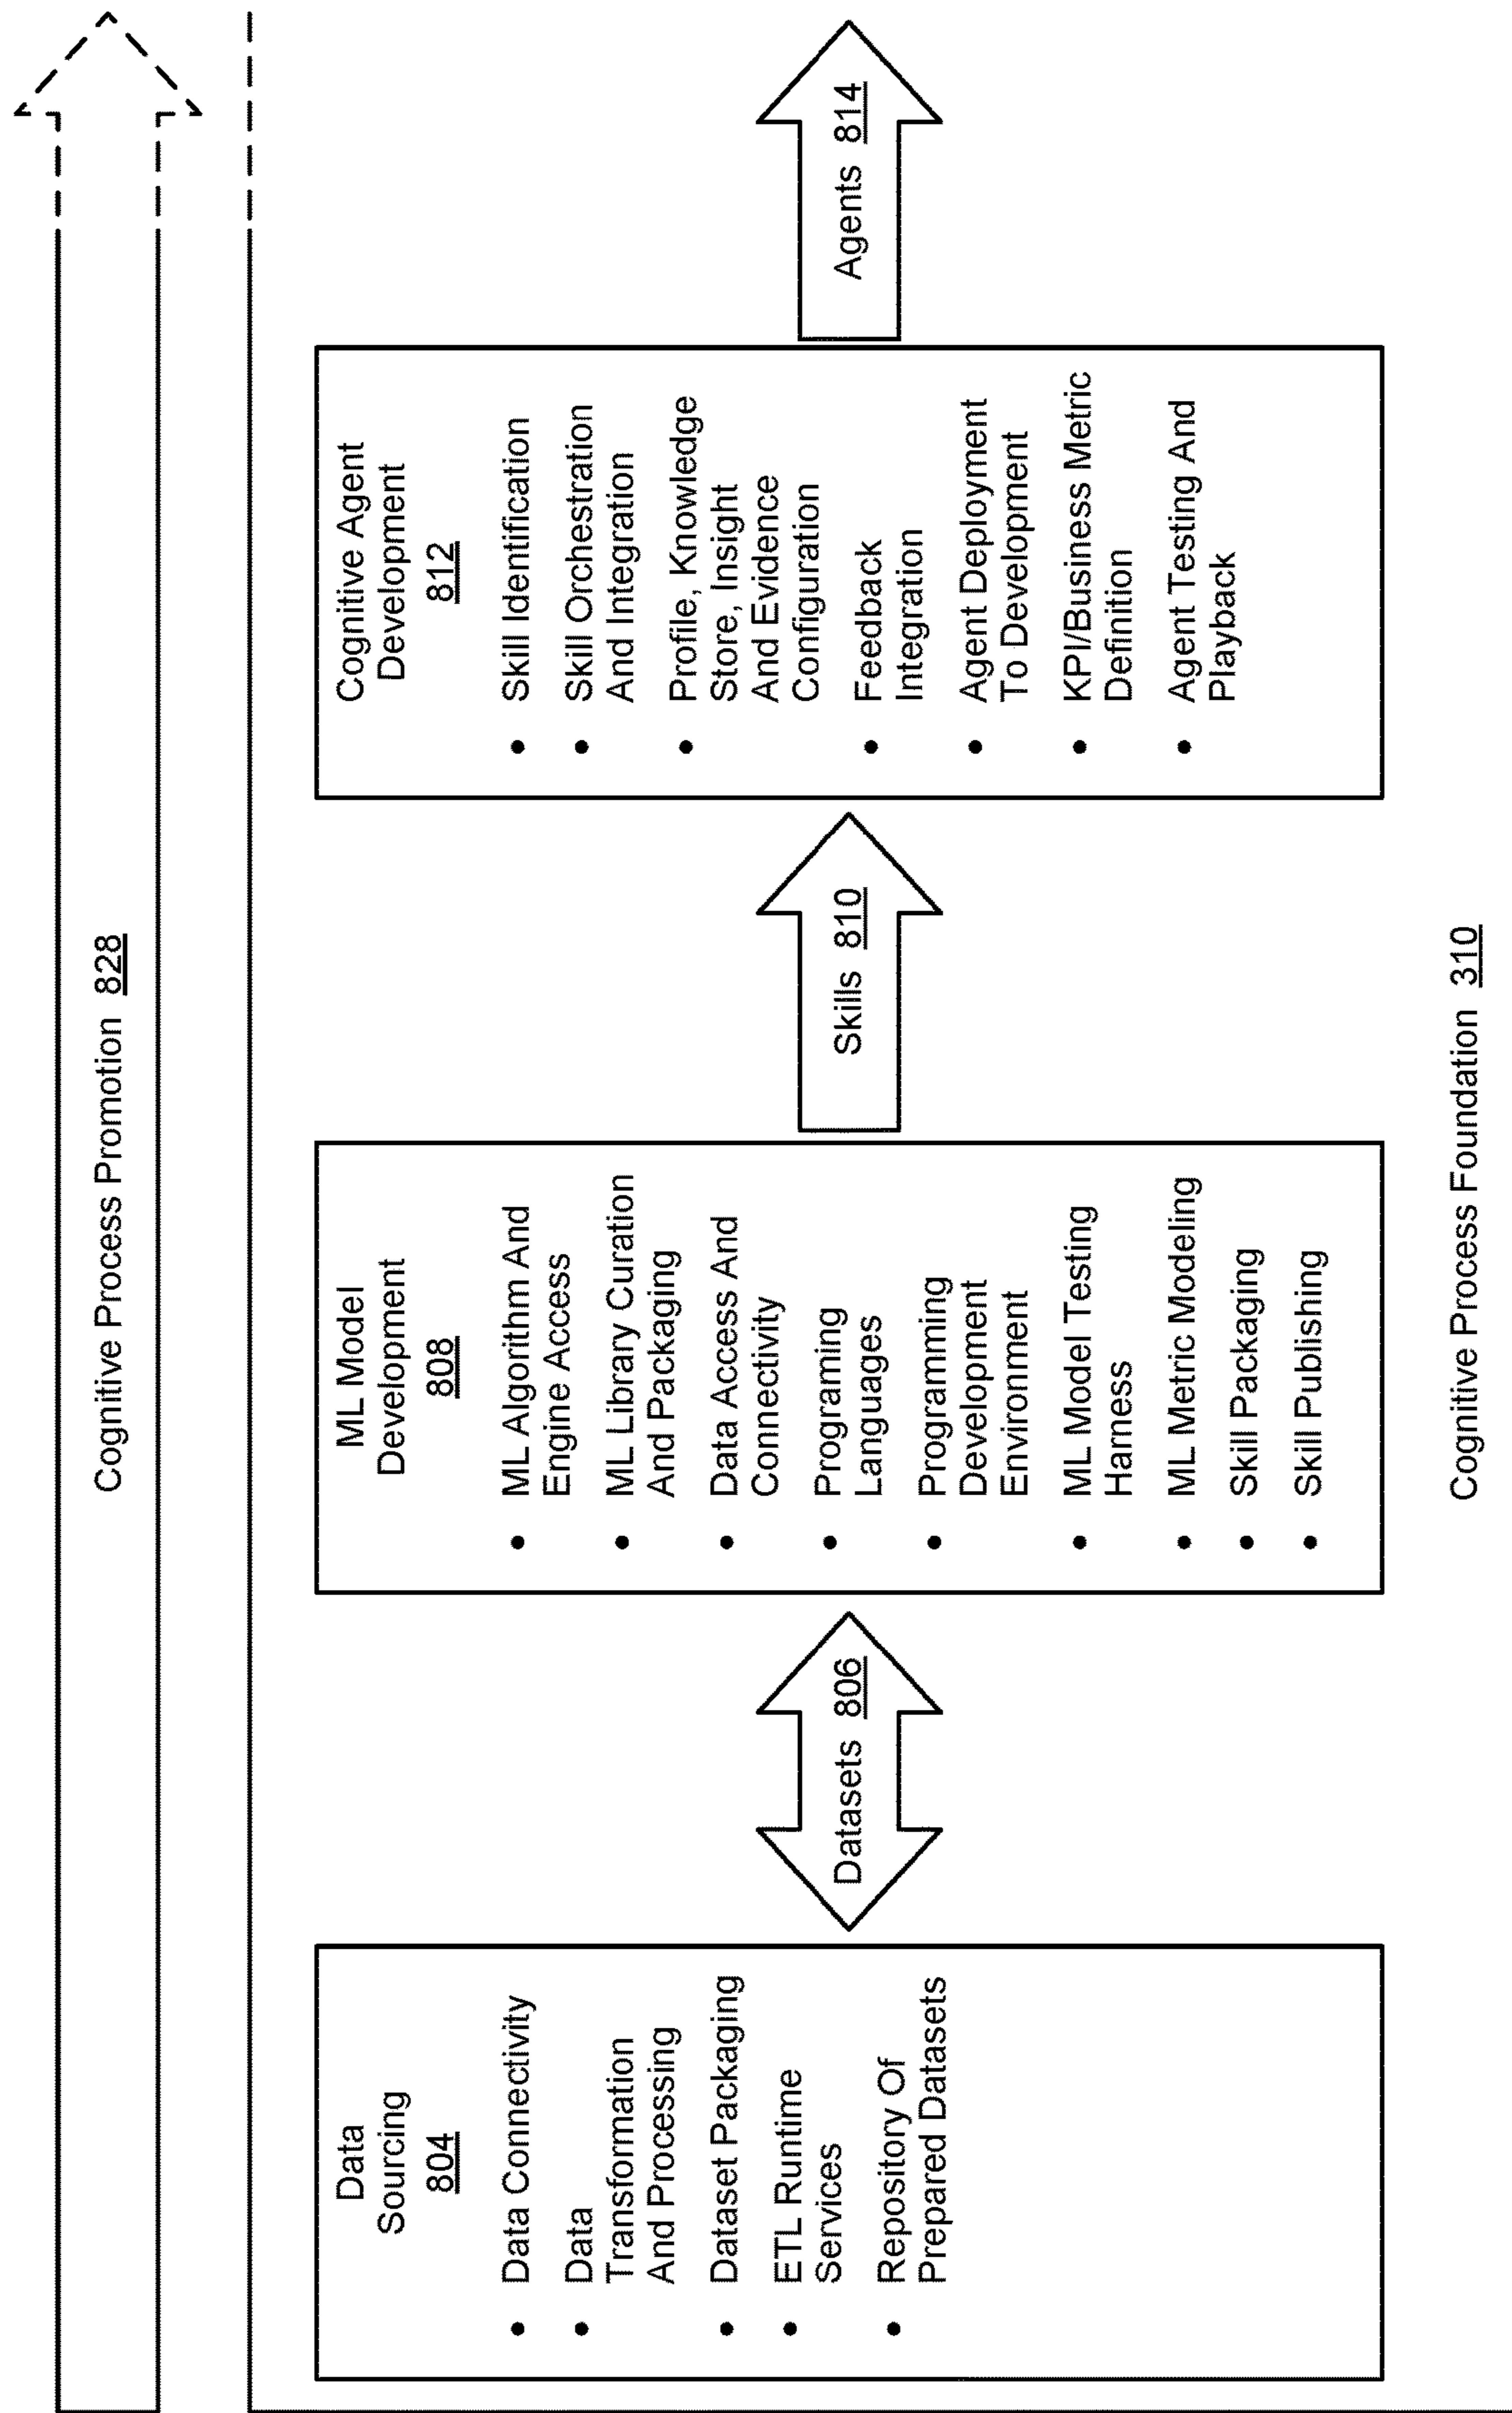 Cognitive Process Promotion 828
Data
Sourcing
804
• Data Connectivity
• Data
Transformation
And Processing
• Dataset Packaging
• ETL Runtime
Services
• Repository Of
Prepared Datasets
Datasets 806
ML Model
Development
808
• ML Algorithm And
Engine Access
• ML Library Curation
And Packaging
• Data Access And
Connectivity
• Programing
Languages
• Programming
Development
Environment
• ML Model Testing
Harness
• ML Metric Modeling
• Skill Packaging
• Skill Publishing
Skills 810
Cognitive Agent
Development
812
• Skill Identification
• Skill Orchestration
And Integration
• Profile, Knowledge
Store, Insight
And Evidence
Configuration
• Feedback
Integration
• Agent Deployment
To Development
• KPI/Business Metric
Definition
• Agent Testing And
Playback
Agents 814
Cognitive Process Foundation 310